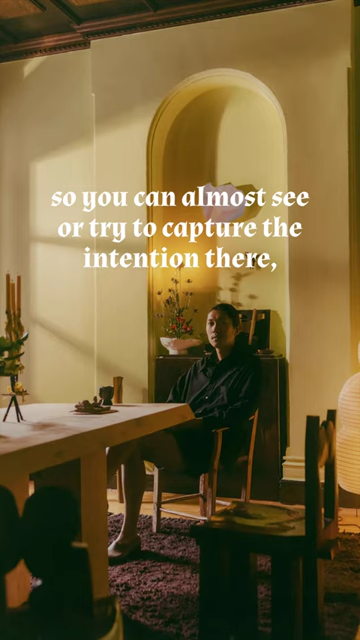 so you can almost see
or try to capture the
intention there,